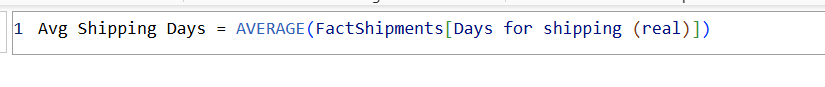 1 Avg Shipping Days = AVERAGE(FactShipments[Days for shipping (real)])